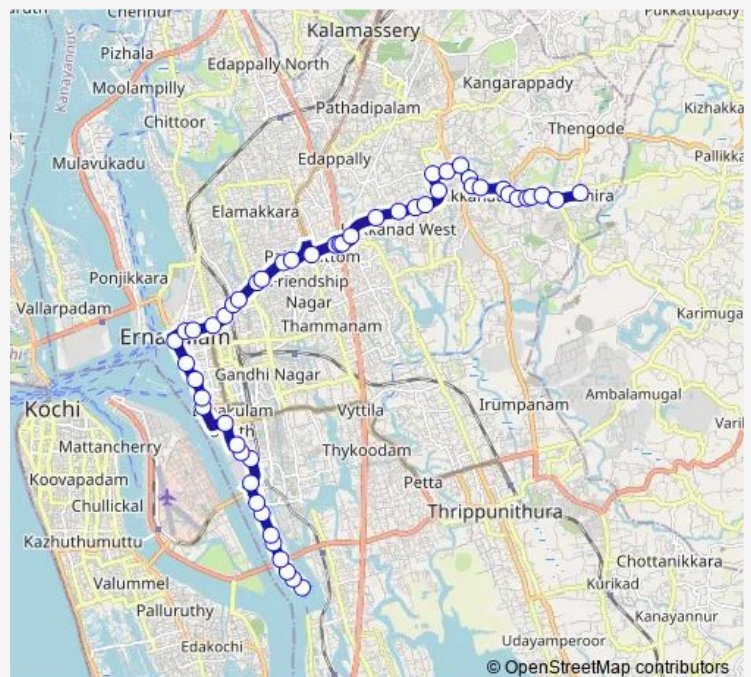 Chennur
Pukkattupady
Kalamassery
Pizhala
Edappally North
Kanayannur
Moolampilly
Kangarappady
Pathadipalam
Kizhakka
Chittoor
Thengode
Mulavukadu
Edappally
Pallikka
Elamakkara
kkanad West
Ponjikkara
Friendship
Nagar
Vallarpadam
Karimuga
Thammanam
Gandhi Nagar
Ambalamugal
Kochi
Irumpanam
Vyttila
Mattancherry
Thykoodam
Koovapadam
Petta
Chullickal
Thrippunithura
Kazhuthumuttu
Chottanikkara
Valummel
Kurikad
Palluruthy
Kanayannur
Edakochi
Udayamperoor
© OpenStreetMap contributors